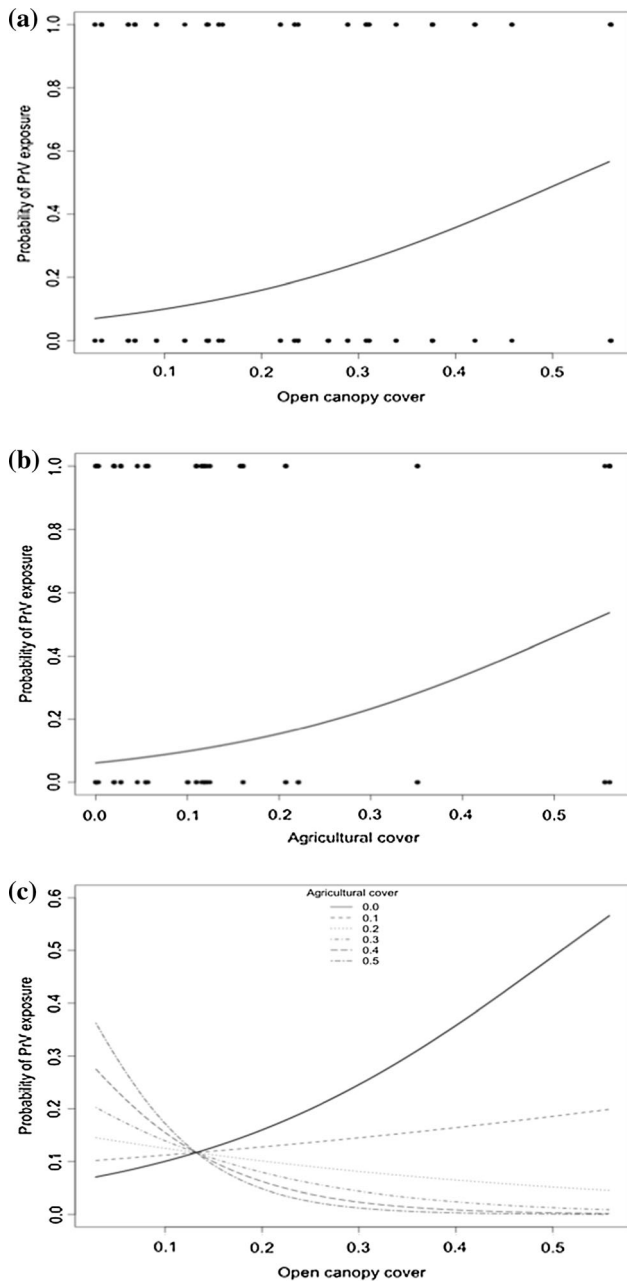 (a)
Probability of PrV exposure
1.0
0.8
0.6
0.4
0.2
0.0
0.1 0.2 0.3 0.4 0.5
Open canopy cover
(b)
Probability of PrV exposure
1.0
0.8
0.6
0.4
0.2
0.0
0.0 0.1 0.2 0.3 0.4 0.5
Agricultural cover
(c)
Probability of PrV exposure
0.6
0.5
0.4
0.3
0.2
0.1
0.0
Agricultural cover
0.0
0.1
0.2
0.3
0.4
0.5
0.1 0.2 0.3 0.4 0.5
Open canopy cover